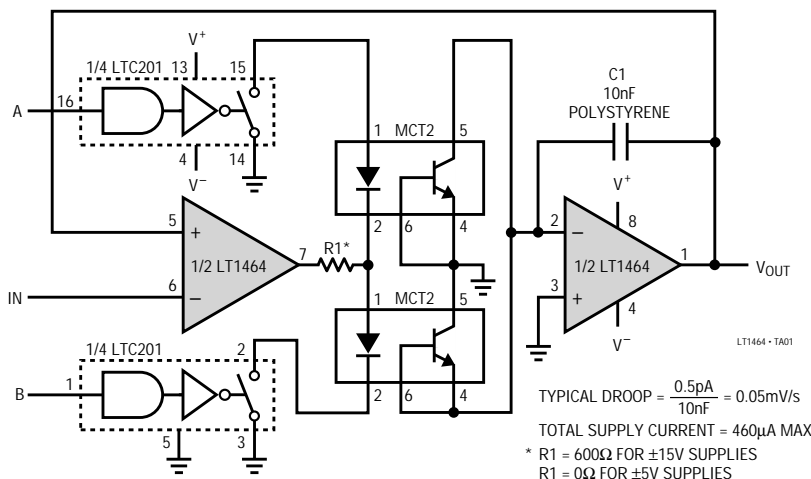 1/4 LTC201
V+
13
15
A
16
4
14
V−
1
MCT2
5
2
6
4
C1
10nF
POLYSTYRENE
5
+
1/2 LT1464
7
R1*
6
−
IN
V+
2
−
8
1/2 LT1464
1
VOUT
3
+
4
V−
LT1464 • TA01
1
MCT2
5
2
6
4
1/4 LTC201
2
B
1
5
3
TYPICAL DROOP = 0.5pA / 10nF = 0.05mV/s
TOTAL SUPPLY CURRENT = 460µA MAX
* R1 = 600Ω FOR ±15V SUPPLIES
R1 = 0Ω FOR ±5V SUPPLIES